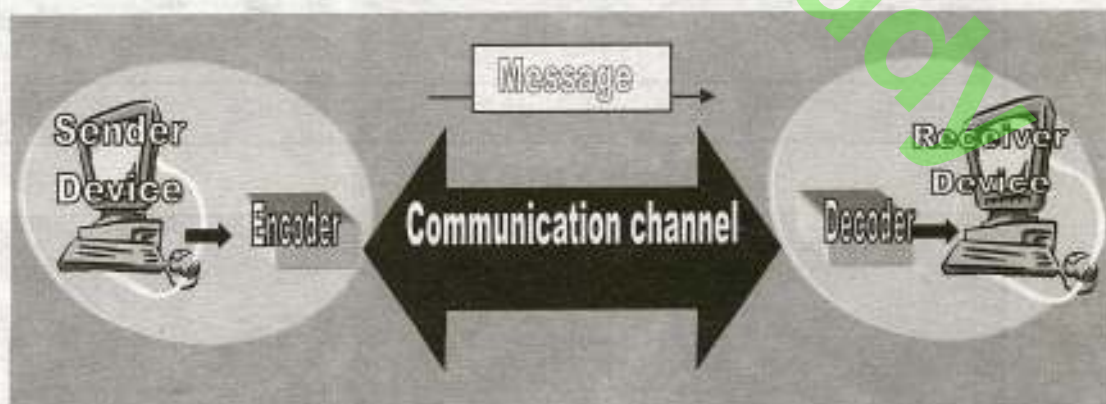 Message
Sender
Device
Encoder
Communication channel
Decoder
Receiver
Device